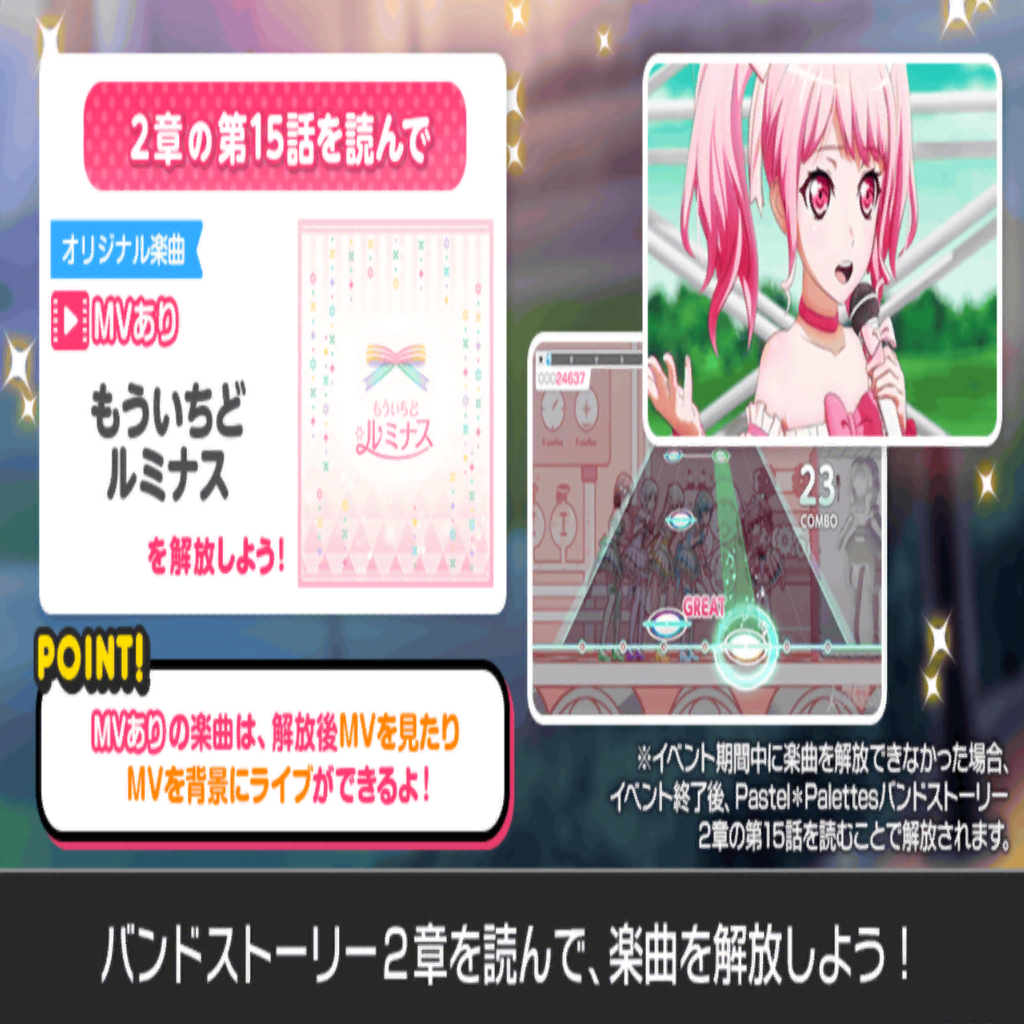 2章の第15話を読んで
オリジナル楽曲
MVあり
もういちど
ルミナス
を解放しよう!
もういちど
ルミナス
00024637
23
COMBO
GREAT
POINT!
MVありの楽曲は、解放後MVを見たり
MVを背景にライブができるよ!
※イベント期間中に楽曲を解放できなかった場合、
イベント終了後、Pastel*Palettesバンドストーリー
2章の第15話を読むことで解放されます。
バンドストーリー2章を読んで、楽曲を解放しよう!